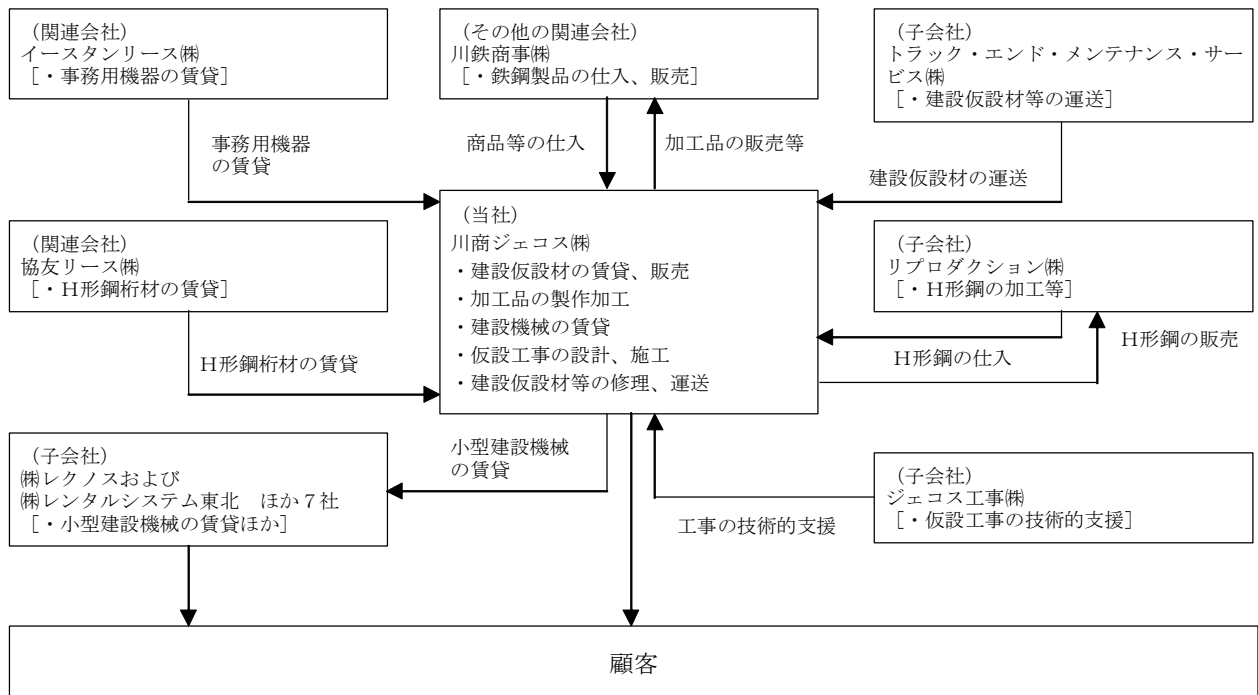 （関連会社）
イースタンリース㈱
［・事務用機器の賃貸］
（その他の関連会社）
川鉄商事㈱
［・鉄鋼製品の仕入、販売］
（子会社）
トラック・エンド・メンテナンス・サー
ビス㈱
［・建設仮設材等の運送］
事務用機器
の賃貸
商品等の仕入
加工品の販売等
建設仮設材の運送
（関連会社）
協友リース㈱
［・Ｈ形鋼桁材の賃貸］
（当社）
川商ジェコス㈱
・建設仮設材の賃貸、販売
・加工品の製作加工
・建設機械の賃貸
・仮設工事の設計、施工
・建設仮設材等の修理、運送
（子会社）
リプロダクション㈱
［・Ｈ形鋼の加工等］
Ｈ形鋼桁材の賃貸
Ｈ形鋼の仕入
Ｈ形鋼の販売
（子会社）
㈱レクノスおよび
㈱レンタルシステム東北　ほか７社
［・小型建設機械の賃貸ほか］
小型建設機械
の賃貸
工事の技術的支援
（子会社）
ジェコス工事㈱
［・仮設工事の技術的支援］
顧客